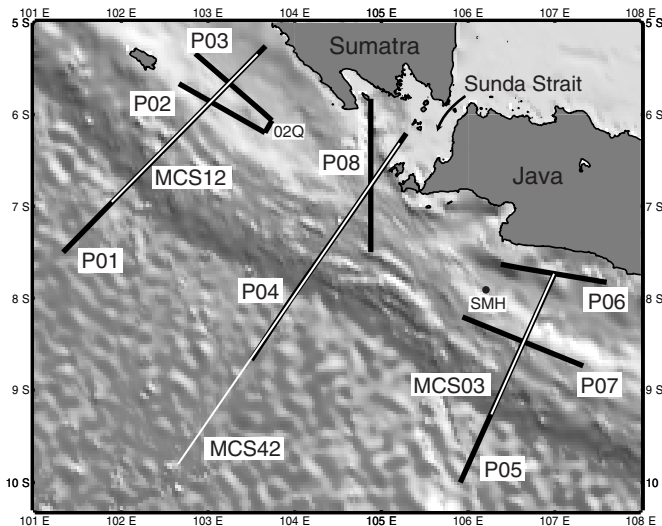 101 E 102 E 103 E 104 E 105 E 106 E 107 E 108 E
5 S 5 S
P03
Sumatra
Sunda Strait
P02
6 S 6 S
02Q
P08
MCS12
Java
7 S 7 S
P01
P04
8 S 8 S
SMH
P06
P07
MCS03
9 S 9 S
MCS42
P05
10 S 10 S
101 E 102 E 103 E 104 E 105 E 106 E 107 E 108 E